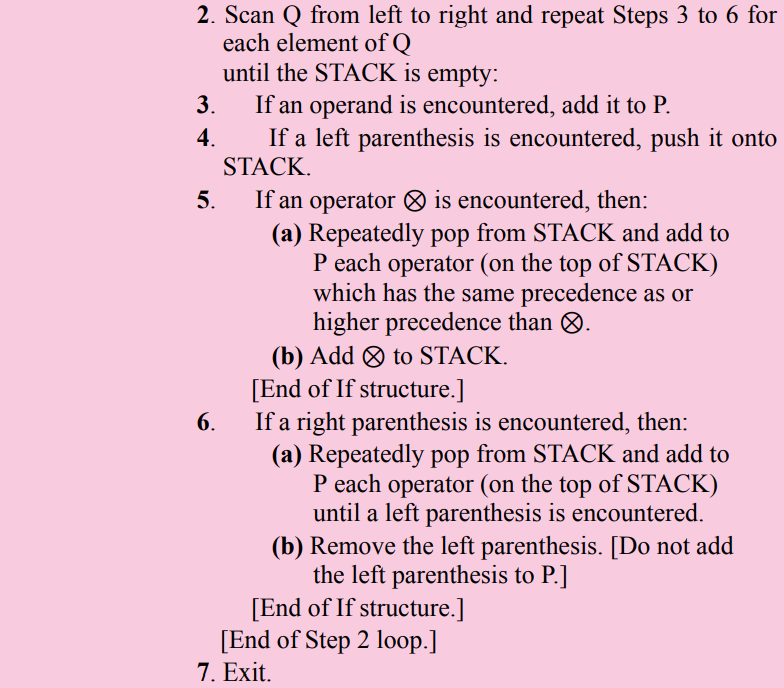 2. Scan Q from left to right and repeat Steps 3 to 6 for
each element of Q
until the STACK is empty:
3. If an operand is encountered, add it to P.
4. If a left parenthesis is encountered, push it onto
STACK.
5. If an operator ⊗ is encountered, then:
(a) Repeatedly pop from STACK and add to
P each operator (on the top of STACK)
which has the same precedence as or
higher precedence than ⊗.
(b) Add ⊗ to STACK.
[End of If structure.]
6. If a right parenthesis is encountered, then:
(a) Repeatedly pop from STACK and add to
P each operator (on the top of STACK)
until a left parenthesis is encountered.
(b) Remove the left parenthesis. [Do not add
the left parenthesis to P.]
[End of If structure.]
[End of Step 2 loop.]
7. Exit.